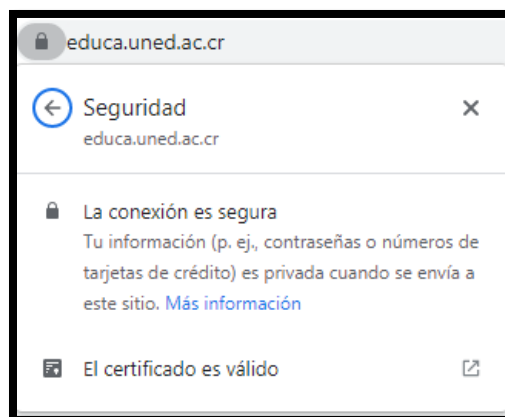 educa.uned.ac.cr
Seguridad
educa.uned.ac.cr
La conexión es segura
Tu información (p. ej., contraseñas o números de
tarjetas de crédito) es privada cuando se envía a
este sitio. Más información
El certificado es válido